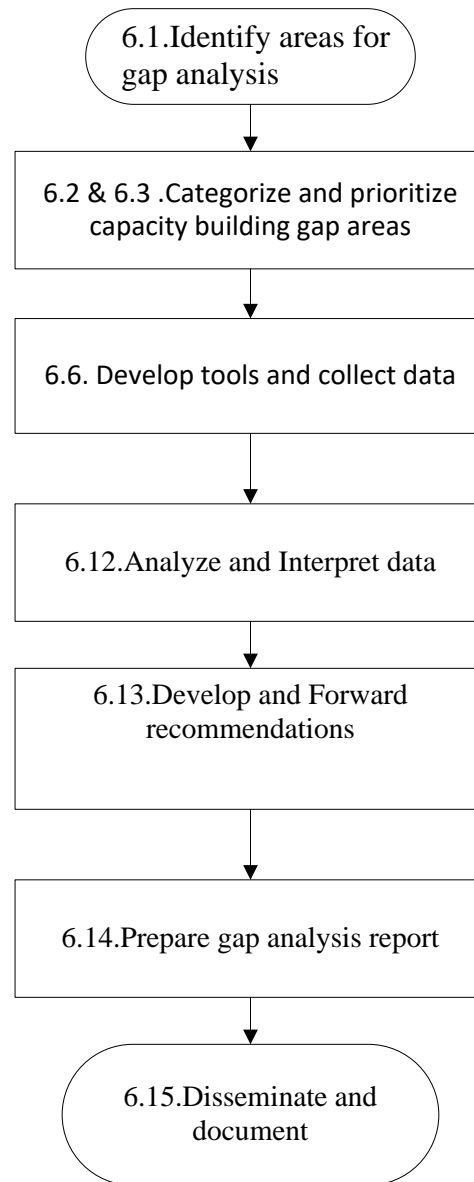 6.1.Identify areas for
gap analysis
6.2 & 6.3 .Categorize and prioritize
capacity building gap areas
6.6. Develop tools and collect data
6.12.Analyze and Interpret data
6.13.Develop and Forward
recommendations
6.14.Prepare gap analysis report
6.15.Disseminate and
document